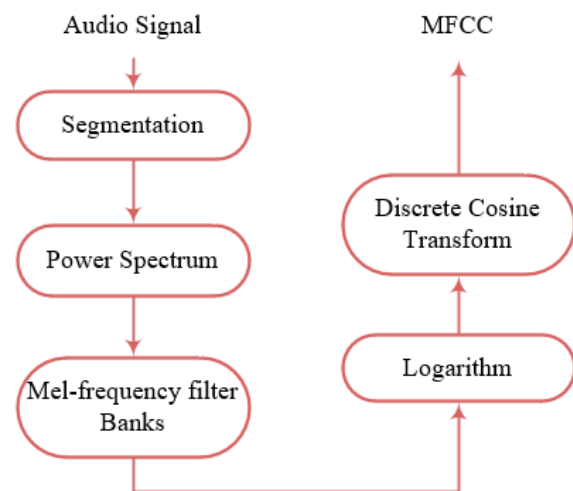 Audio Signal
Segmentation
Power Spectrum
Mel-frequency filter
Banks
Logarithm
Discrete Cosine
Transform
MFCC